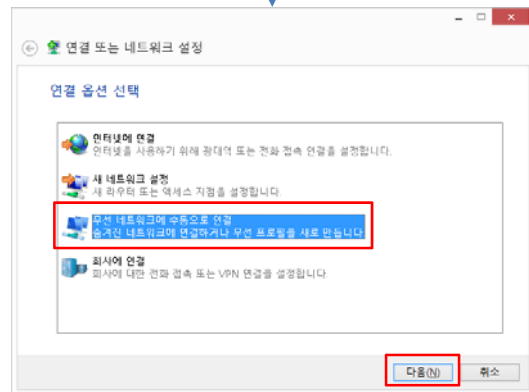 연결 또는 네트워크 설정
연결 옵션 선택
인터넷에 연결
인터넷을 사용하기 위해 광대역 또는 전화 접속 연결을 설정합니다.
새 네트워크 설정
새 라우터 또는 액세스 지점을 설정합니다.
무선 네트워크에 수동으로 연결
숨겨진 네트워크에 연결하거나 무선 프로필을 새로 만듭니다.
회사에 연결
회사에 대한 전화 접속 또는 VPN 연결을 설정합니다.
다음(N) 취소